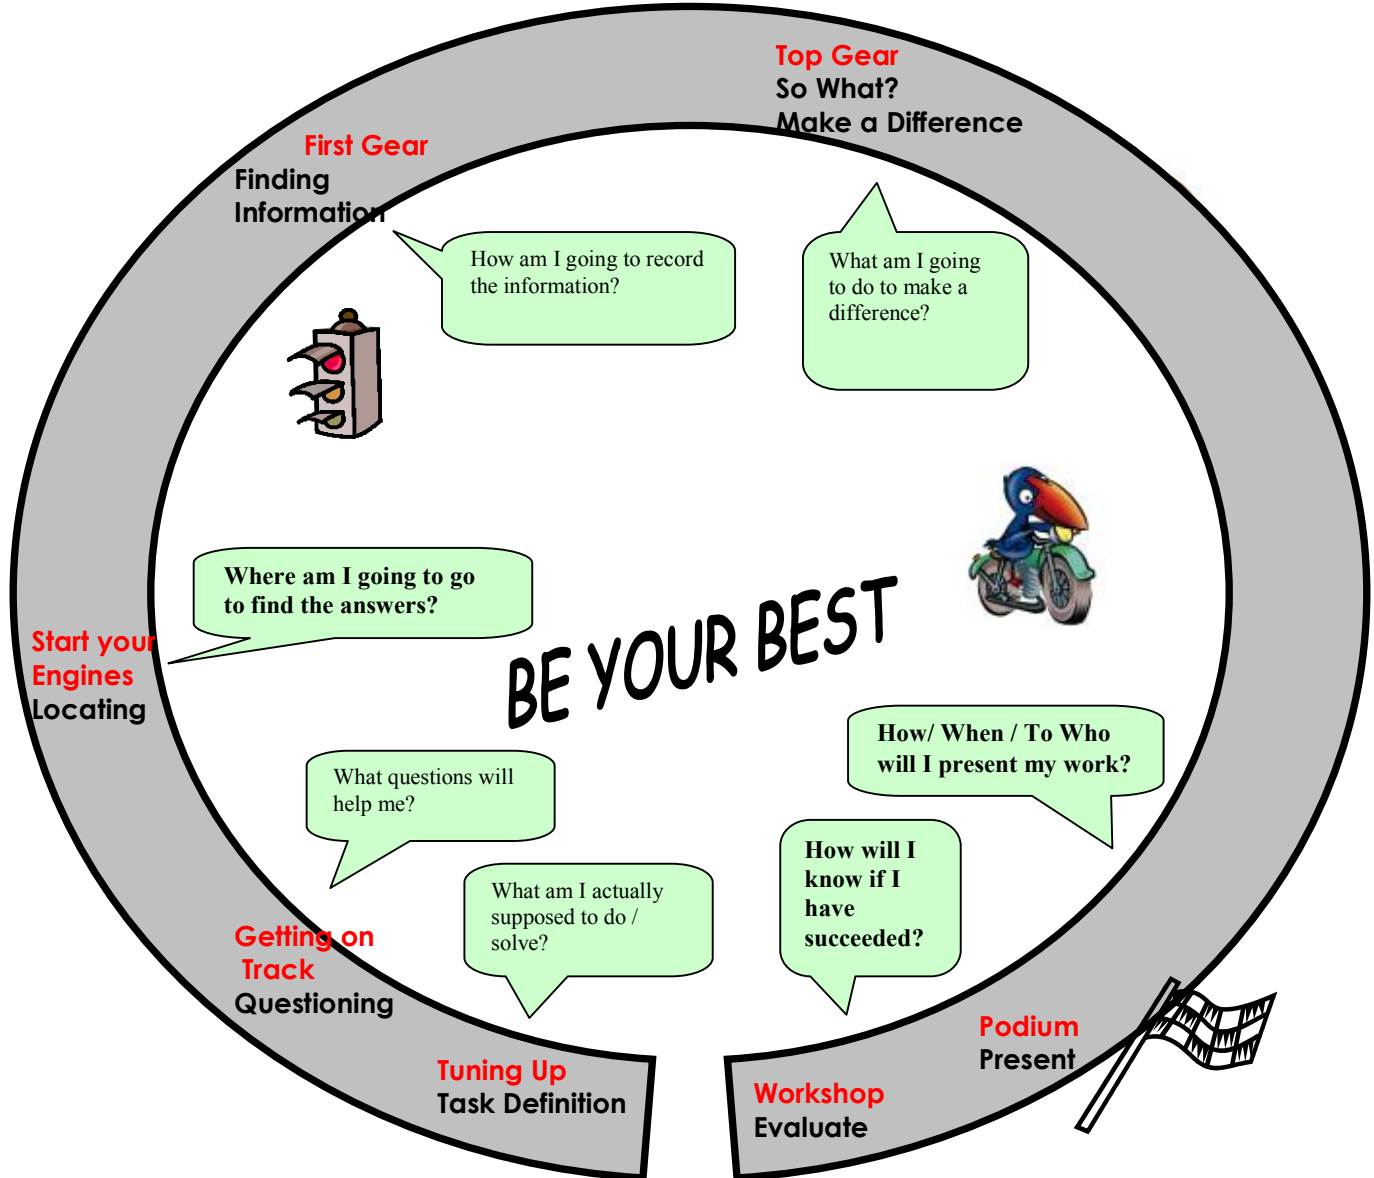 Top Gear
So What?
Make a Difference
First Gear
Finding
Information
How am I going to record
the information?
What am I going
to do to make a
difference?
Where am I going to go
to find the answers?
Start your
Engines
Locating
BE YOUR BEST
How/ When / To Who
will I present my work?
What questions will
help me?
How will I
know if I
have
succeeded?
What am I actually
supposed to do /
solve?
Getting on
Track
Questioning
Podium
Present
Tuning Up
Task Definition
Workshop
Evaluate